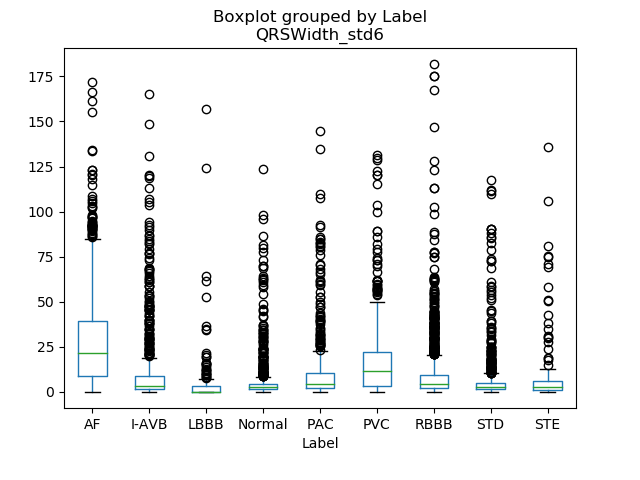 Boxplot grouped by Label
QRSWidth_std6
175
150
125
100
75
50
25
0
AF I-AVB LBBB Normal PAC PVC RBBB STD STE
Label